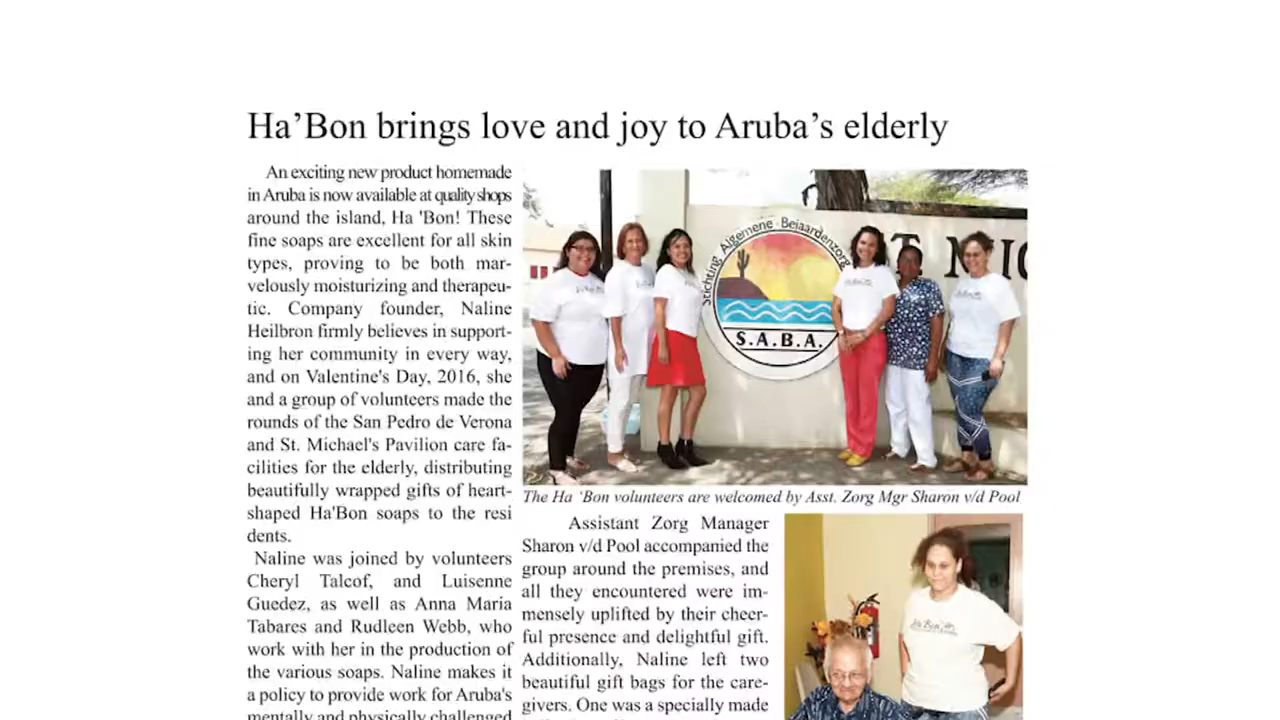 Ha’Bon brings love and joy to Aruba’s elderly
An exciting new product homemade
in Aruba is now available at quality shops
around the island, Ha 'Bon! These
fine soaps are excellent for all skin
types, proving to be both mar-
velously moisturizing and therapeu-
tic. Company founder, Naline
Heilbron firmly believes in support-
ing her community in every way,
and on Valentine's Day, 2016, she
and a group of volunteers made the
rounds of the San Pedro de Verona
and St. Michael's Pavilion care fa-
cilities for the elderly, distributing
beautifully wrapped gifts of heart-
shaped Ha'Bon soaps to the resi
dents.
Naline was joined by volunteers
Cheryl Talcof, and Luisenne
Guedez, as well as Anna Maria
Tabares and Rudleen Webb, who
work with her in the production of
the various soaps. Naline makes it
a policy to provide work for Aruba's
mentally and physically challenged
Stichting Algemene Bejaardenzorg
S.A.B.A.
The Ha ‘Bon volunteers are welcomed by Asst. Zorg Mgr Sharon v/d Pool
Assistant Zorg Manager
Sharon v/d Pool accompanied the
group around the premises, and
all they encountered were im-
mensely uplifted by their cheer-
ful presence and delightful gift.
Additionally, Naline left two
beautiful gift bags for the care-
givers. One was a specially made
Ha'Bon